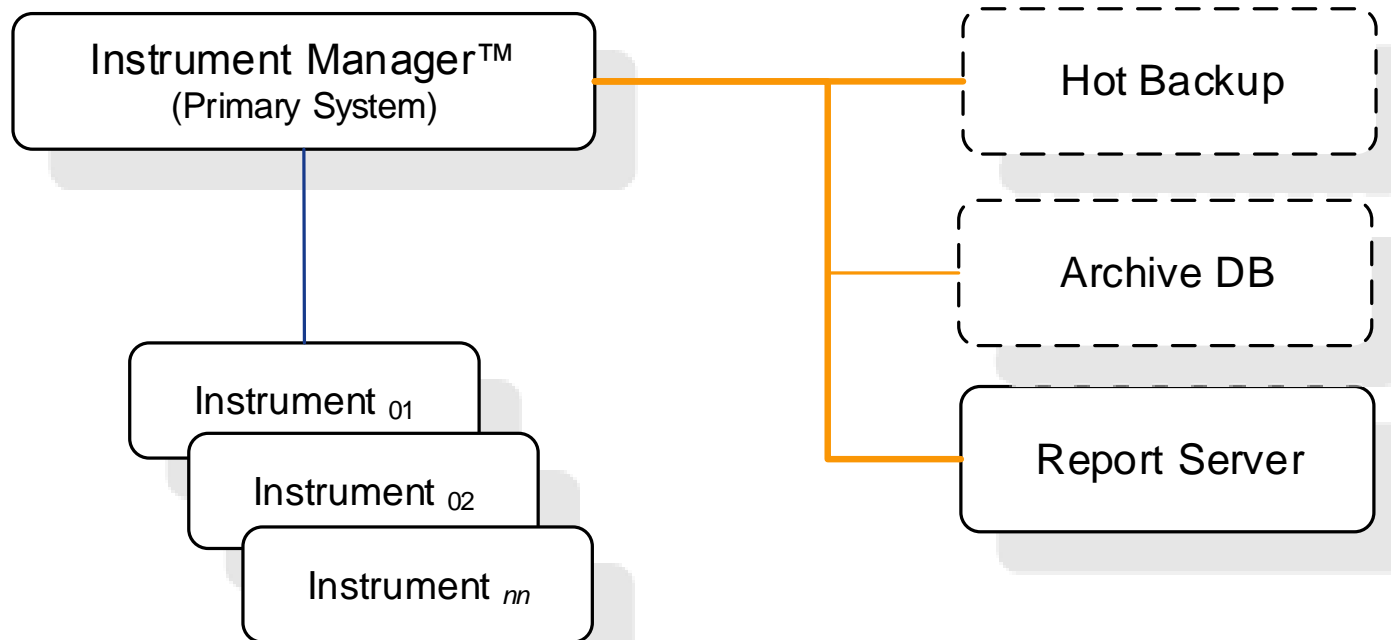 Instrument Manager™
(Primary System)
Hot Backup
Archive DB
Report Server
Instrument 01
Instrument 02
Instrument nn